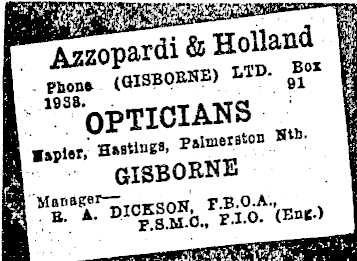 Azzopardi & Holland
Phone (GISBORNE) LTD. Box
1938. 91
OPTICIANS
Napier, Hastings, Palmerston Nth.
GISBORNE
Manager—
R. A. DICKSON, F.B.O.A.,
F.S.M.C., F.I.O. (Eng.)